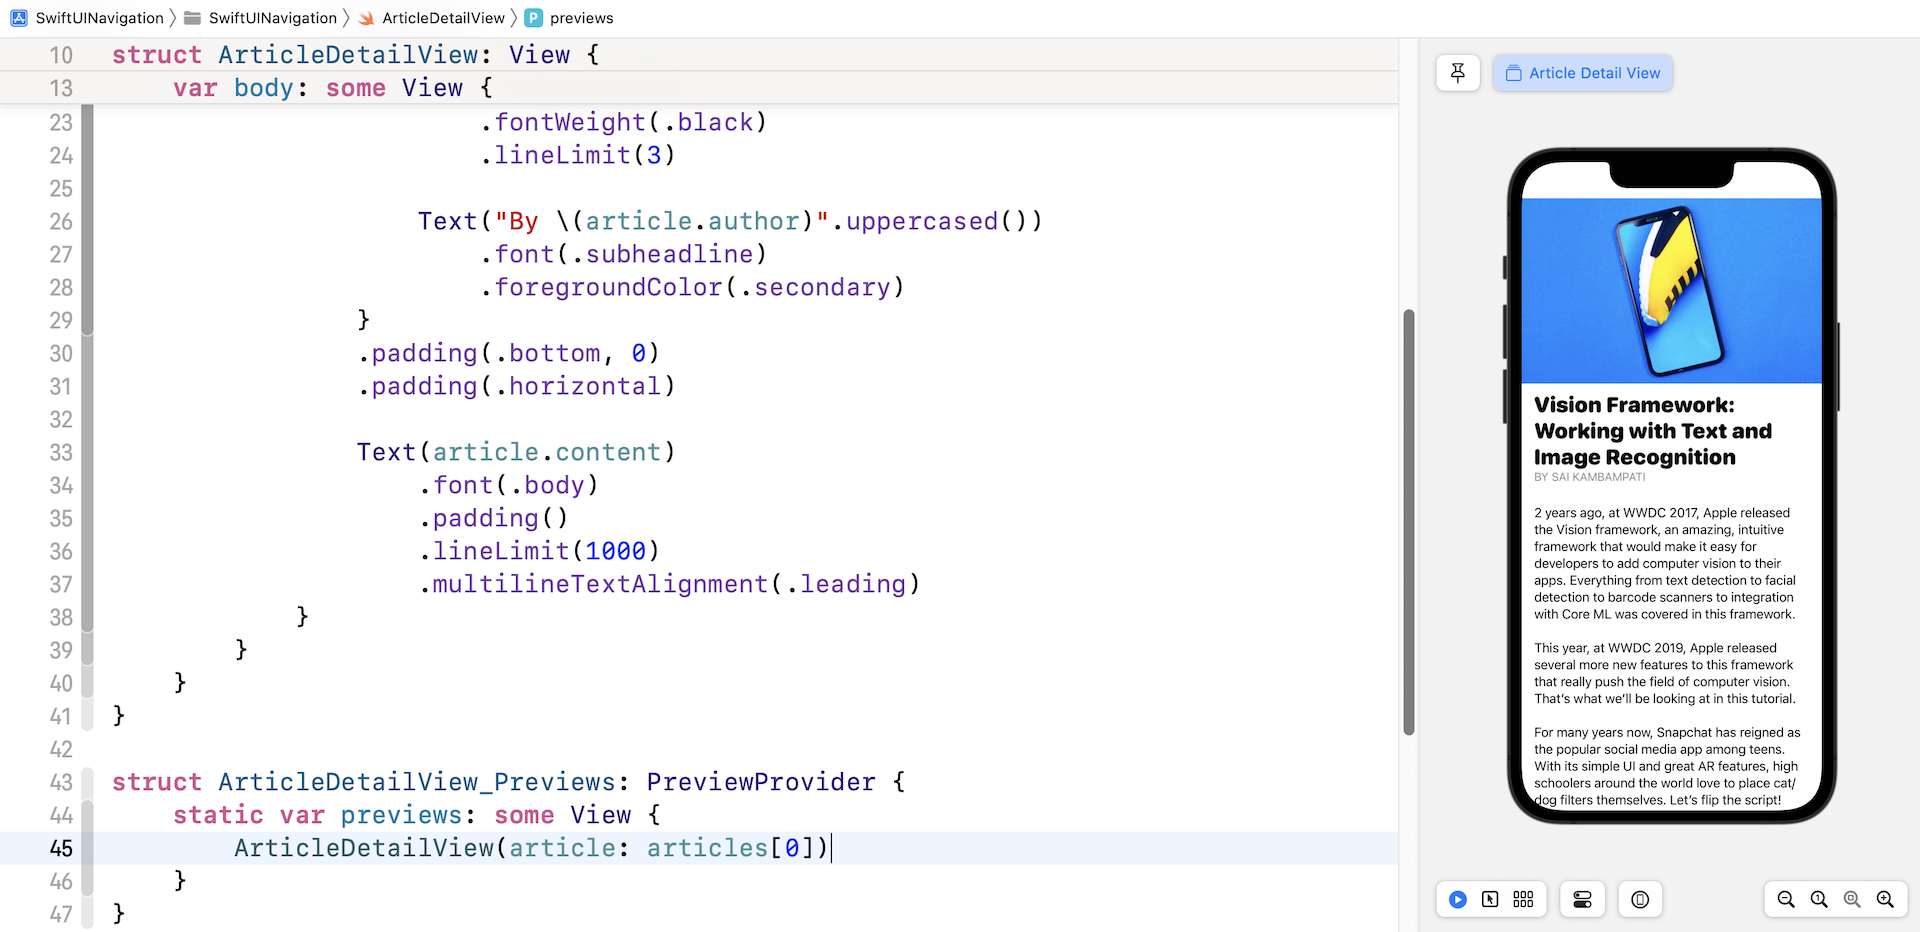 SwiftUINavigation
SwiftUINavigation
ArticleDetailView
P previews
10 struct ArticleDetailView: View {
13     var body: some View {
23                         .fontWeight(.black)
24                         .lineLimit(3)
25
26                     Text("By \(article.author)".uppercased())
27                         .font(.subheadline)
28                         .foregroundColor(.secondary)
29                 }
30                 .padding(.bottom, 0)
31                 .padding(.horizontal)
32
33                 Text(article.content)
34                     .font(.body)
35                     .padding()
36                     .lineLimit(1000)
37                     .multilineTextAlignment(.leading)
38             }
39         }
40     }
41 }
42
43 struct ArticleDetailView_Previews: PreviewProvider {
44     static var previews: some View {
45         ArticleDetailView(article: articles[0])
46     }
47 }
Article Detail View
Vision Framework:
Working with Text and
Image Recognition
BY SAI KAMBAMPATI
2 years ago, at WWDC 2017, Apple released
the Vision framework, an amazing, intuitive
framework that would make it easy for
developers to add computer vision to their
apps. Everything from text detection to facial
detection to barcode scanners to integration
with Core ML was covered in this framework.
This year, at WWDC 2019, Apple released
several more new features to this framework
that really push the field of computer vision.
That's what we'll be looking at in this tutorial.
For many years now, Snapchat has reigned as
the popular social media app among teens.
With its simple UI and great AR features, high
schoolers around the world love to place cat/
dog filters themselves. Let's flip the script!